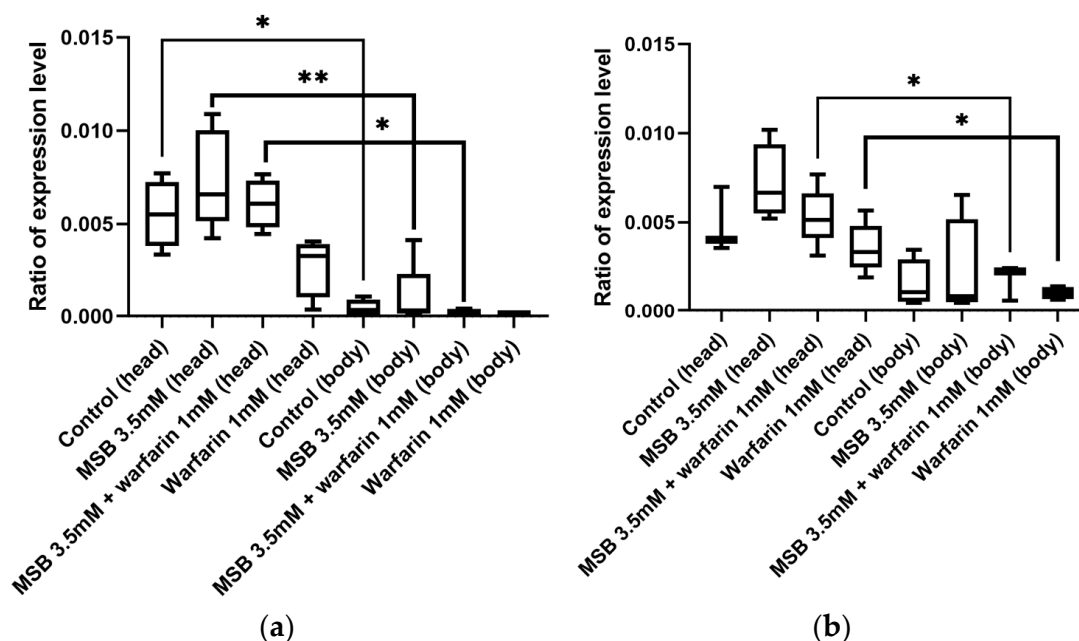 Ratio of expression level
0.015
0.010
0.005
0.000
*
**
*
Control (head)
MSB 3.5mM (head)
MSB 3.5mM + warfarin 1mM (head)
Warfarin 1mM (head)
Control (body)
MSB 3.5mM (body)
MSB 3.5mM + warfarin 1mM (body)
Warfarin 1mM (body)
(a)
Ratio of expression level
0.015
0.010
0.005
0.000
*
*
Control (head)
MSB 3.5mM (head)
MSB 3.5mM + warfarin 1mM (head)
Warfarin 1mM (head)
Control (body)
MSB 3.5mM (body)
MSB 3.5mM + warfarin 1mM (body)
Warfarin 1mM (body)
(b)